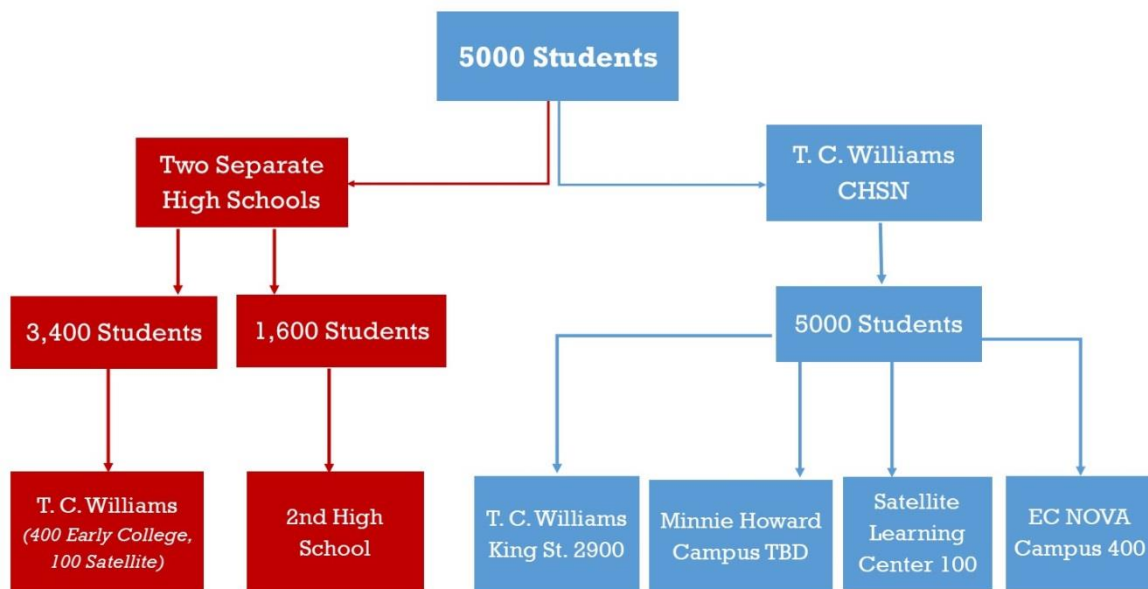 5000 Students
Two Separate
High Schools
T. C. Williams
CHSN
3,400 Students
1,600 Students
5000 Students
T. C. Williams
(400 Early College,
100 Satellite)
2nd High
School
T. C. Williams
King St. 2900
Minnie Howard
Campus TBD
Satellite
Learning
Center 100
EC NOVA
Campus 400